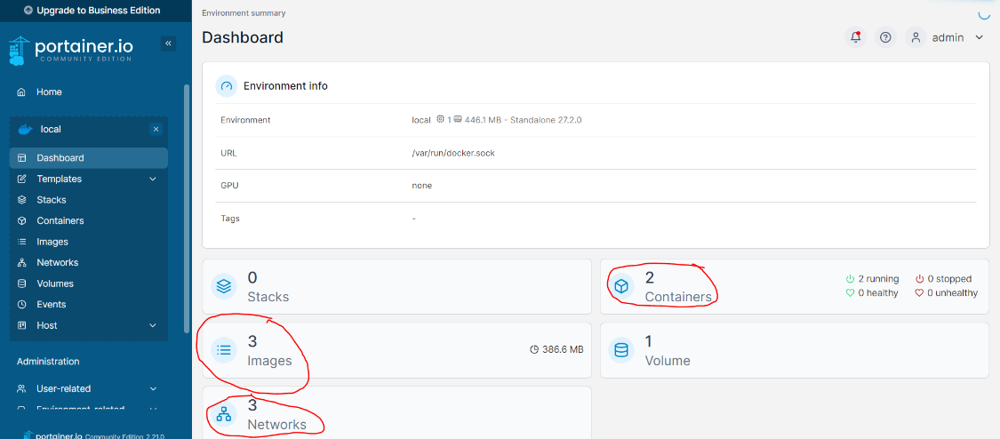 Upgrade to Business Edition
portainer.io
COMMUNITY EDITION
Home
local
Dashboard
Templates
Stacks
Containers
Images
Networks
Volumes
Events
Host
Administration
User-related
Environment-related
portainer.io Community Edition 2.21.0
Environment summary
Dashboard
admin
Environment info
Environment local 1 446.1 MB - Standalone 27.2.0
URL /var/run/docker.sock
GPU none
Tags -
0
Stacks
2
Containers
2 running 0 stopped
0 healthy 0 unhealthy
3
Images
386.6 MB
1
Volume
3
Networks